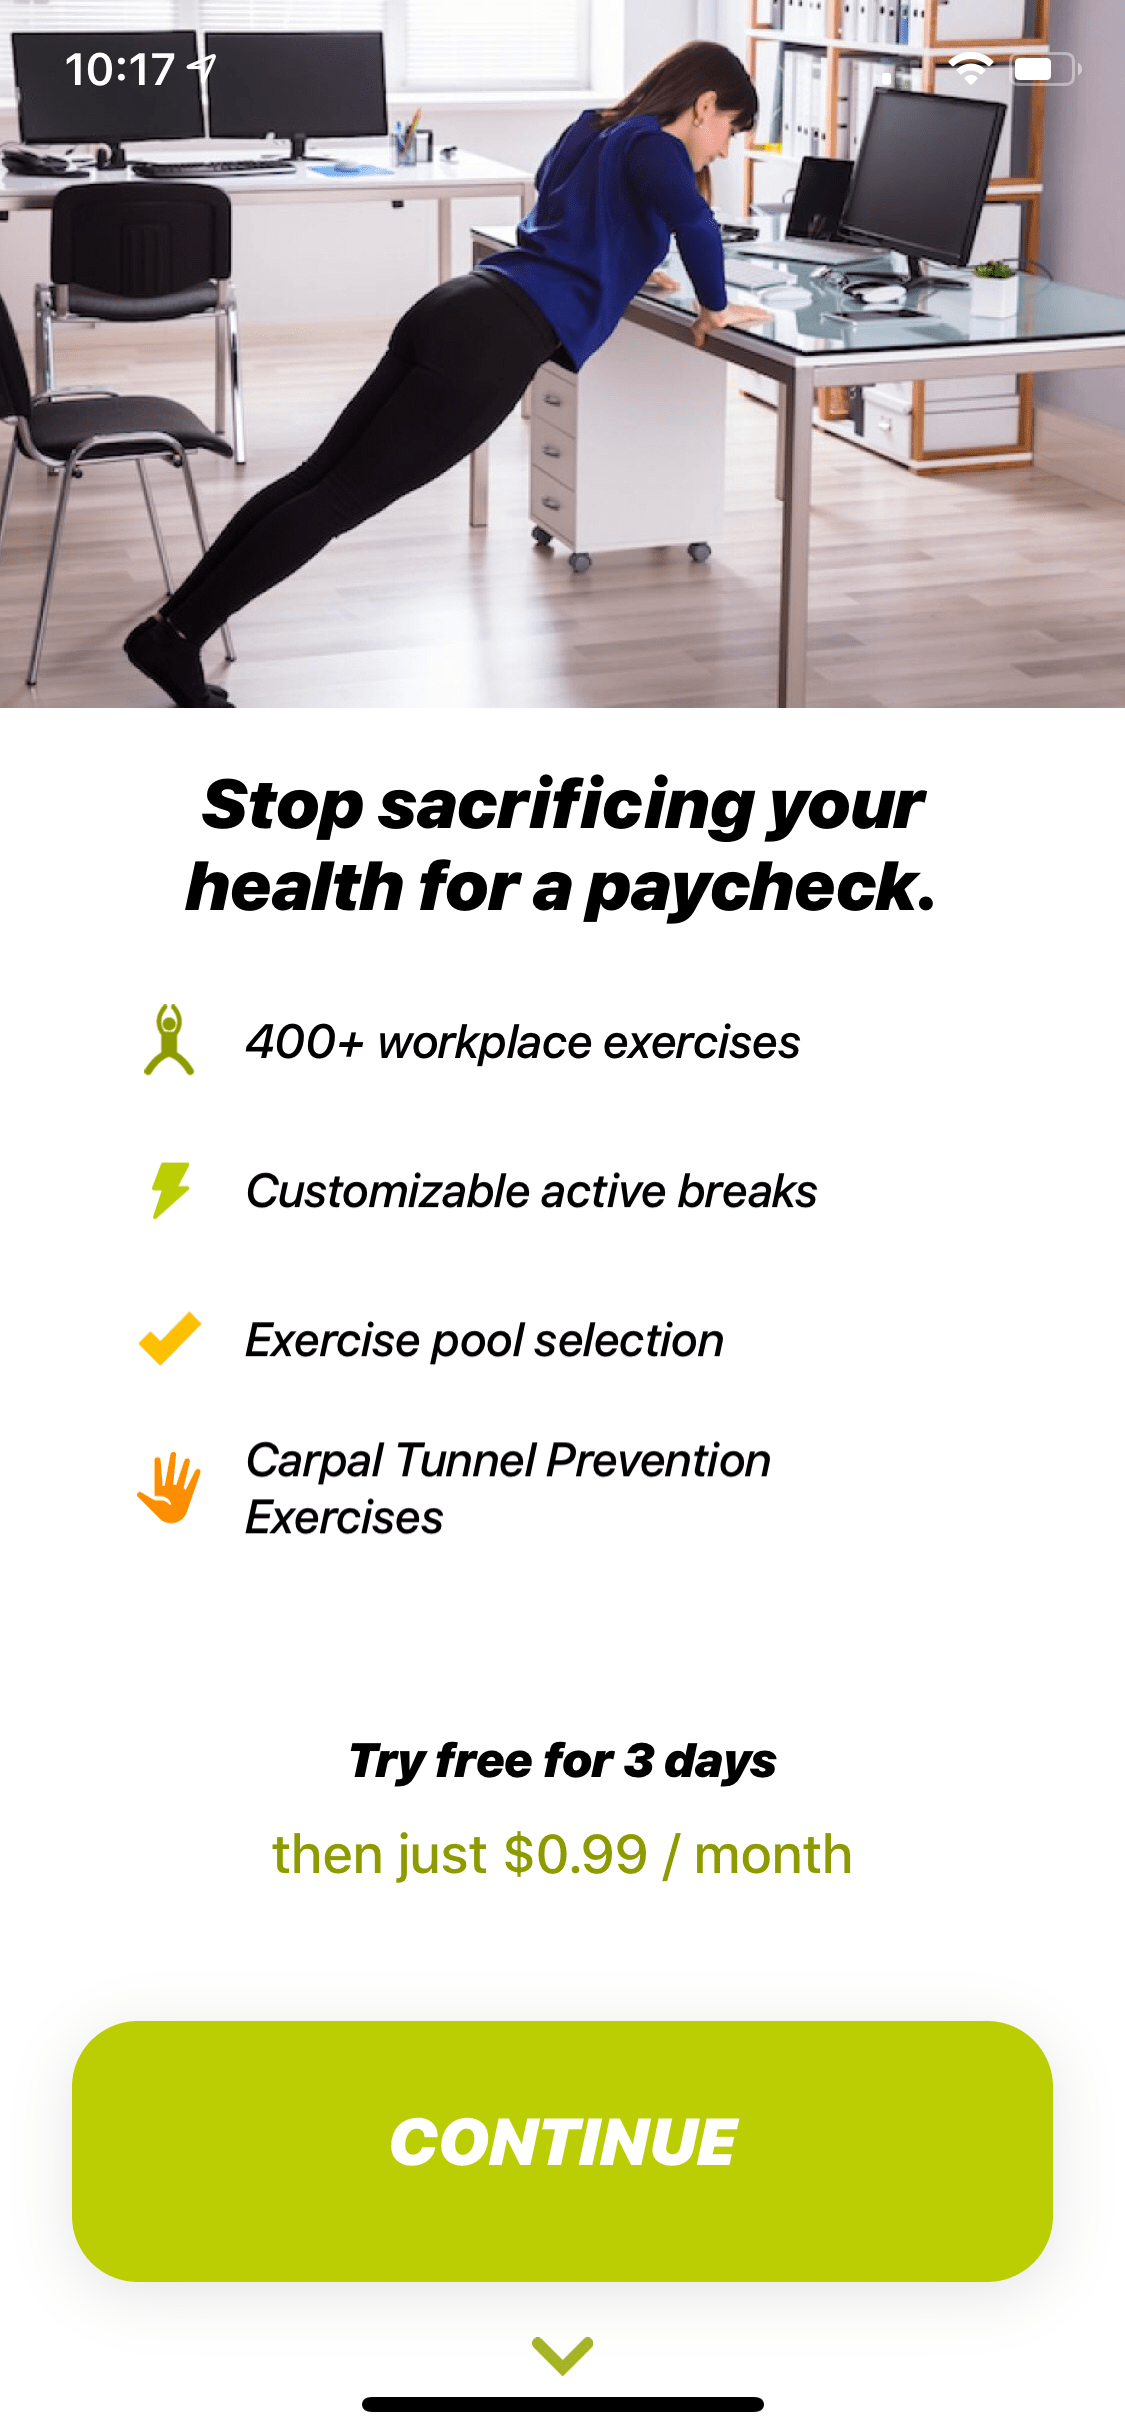 10:17
Stop sacrificing your
health for a paycheck.
400+ workplace exercises
Customizable active breaks
Exercise pool selection
Carpal Tunnel Prevention
Exercises
Try free for 3 days
then just $0.99 / month
CONTINUE